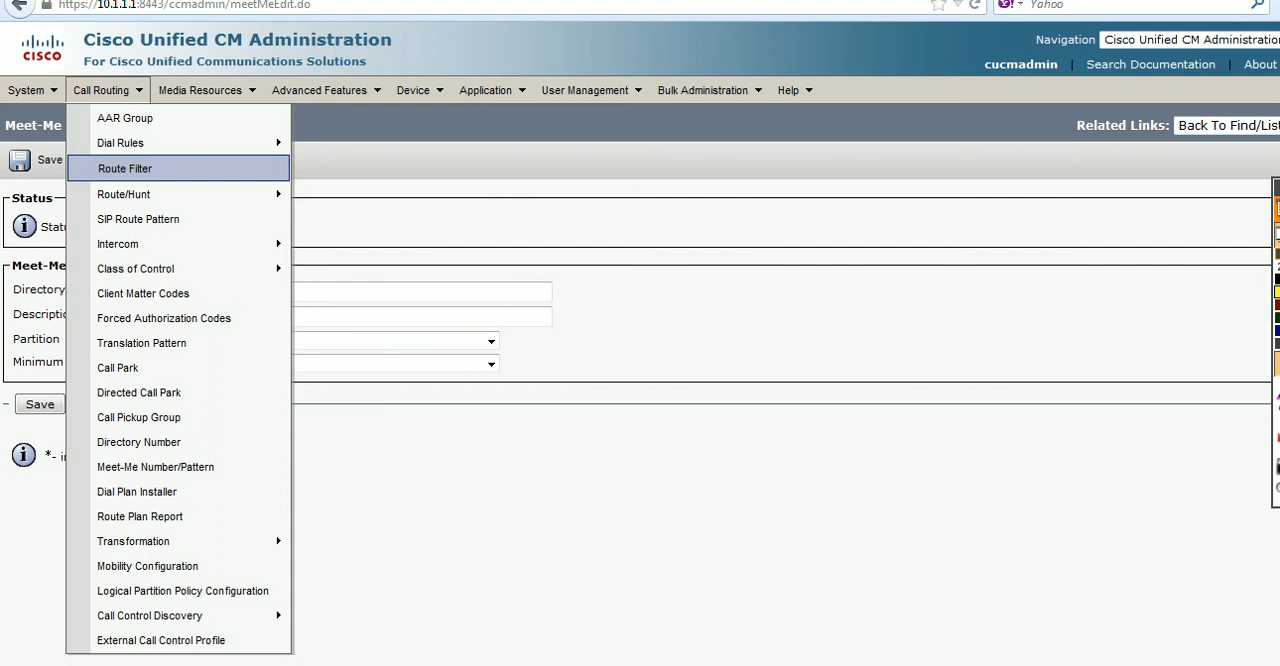 https://10.1.1.1:8443/ccmadmin/meetMeEdit.do
Yahoo
CISCO
Cisco Unified CM Administration
For Cisco Unified Communications Solutions
Navigation Cisco Unified CM Administration
cucmadmin | Search Documentation | About
System Call Routing Media Resources Advanced Features Device Application User Management Bulk Administration Help
Meet-Me
Related Links: Back To Find/List
Save
Status
Meet-Me
Directory
Partition
Minimum
Save
AAR Group
Dial Rules
Route Filter
Route/Hunt
SIP Route Pattern
Intercom
Class of Control
Client Matter Codes
Forced Authorization Codes
Translation Pattern
Call Park
Directed Call Park
Call Pickup Group
Directory Number
Meet-Me Number/Pattern
Dial Plan Installer
Route Plan Report
Transformation
Mobility Configuration
Logical Partition Policy Configuration
Call Control Discovery
External Call Control Profile